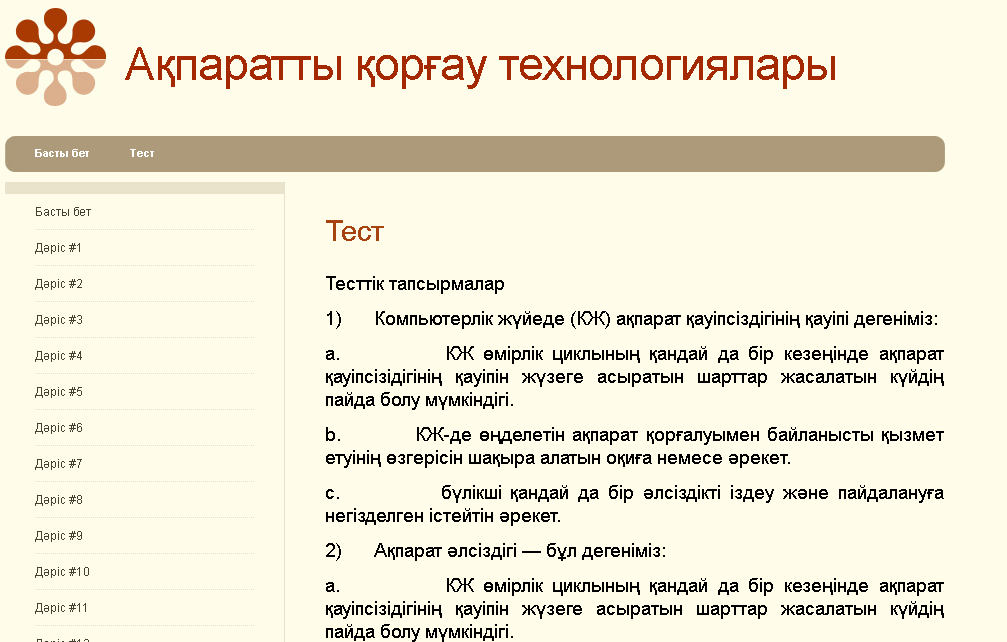 Ақпаратты қорғау технологиялары
Басты бет
Тест
Басты бет
Дәріс #1
Дәріс #2
Дәріс #3
Дәріс #4
Дәріс #5
Дәріс #6
Дәріс #7
Дәріс #8
Дәріс #9
Дәріс #10
Дәріс #11
Дәріс #12
Тест
Тесттік тапсырмалар
1) Компьютерлік жүйеде (КЖ) ақпарат қауіпсіздігінің қауіпі дегеніміз:
a. КЖ өмірлік циклының қандай да бір кезеңінде ақпарат
қауіпсізідігінің қауіпін жүзеге асыратын шарттар жасалатын күйдің
пайда болу мүмкіндігі.
b. КЖ-де өңделетін ақпарат қорғалуымен байланысты қызмет
етуінің өзгерісін шақыра алатын оқиға немесе әрекет.
c. бүлікші қандай да бір әлсіздікті іздеу және пайдалануға
негізделген істейтін әрекет.
2) Ақпарат әлсіздігі — бұл дегеніміз:
a. КЖ өмірлік циклының қандай да бір кезеңінде ақпарат
қауіпсізідігінің қауіпін жүзеге асыратын шарттар жасалатын күйдің
пайда болу мүмкіндігі.